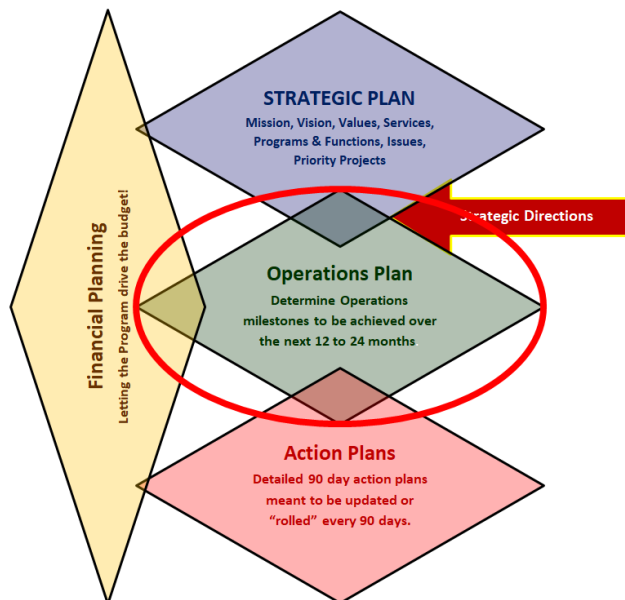 STRATEGIC PLAN
Mission, Vision, Values, Services,
Programs & Functions, Issues,
Priority Projects
Strategic Directions
Operations Plan
Determine Operations
milestones to be achieved over
the next 12 to 24 months
Financial Planning
Letting the Program drive the budget!
Action Plans
Detailed 90 day action plans
meant to be updated or
“rolled” every 90 days.